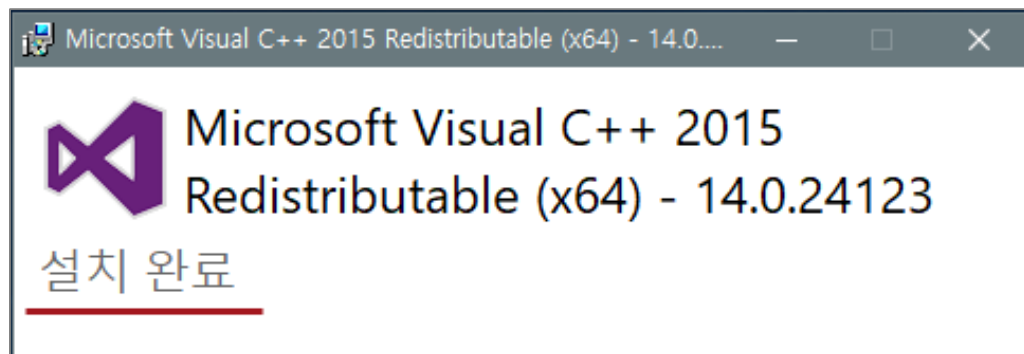 Microsoft Visual C++ 2015 Redistributable (x64) - 14.0....
Microsoft Visual C++ 2015
Redistributable (x64) - 14.0.24123
설치 완료